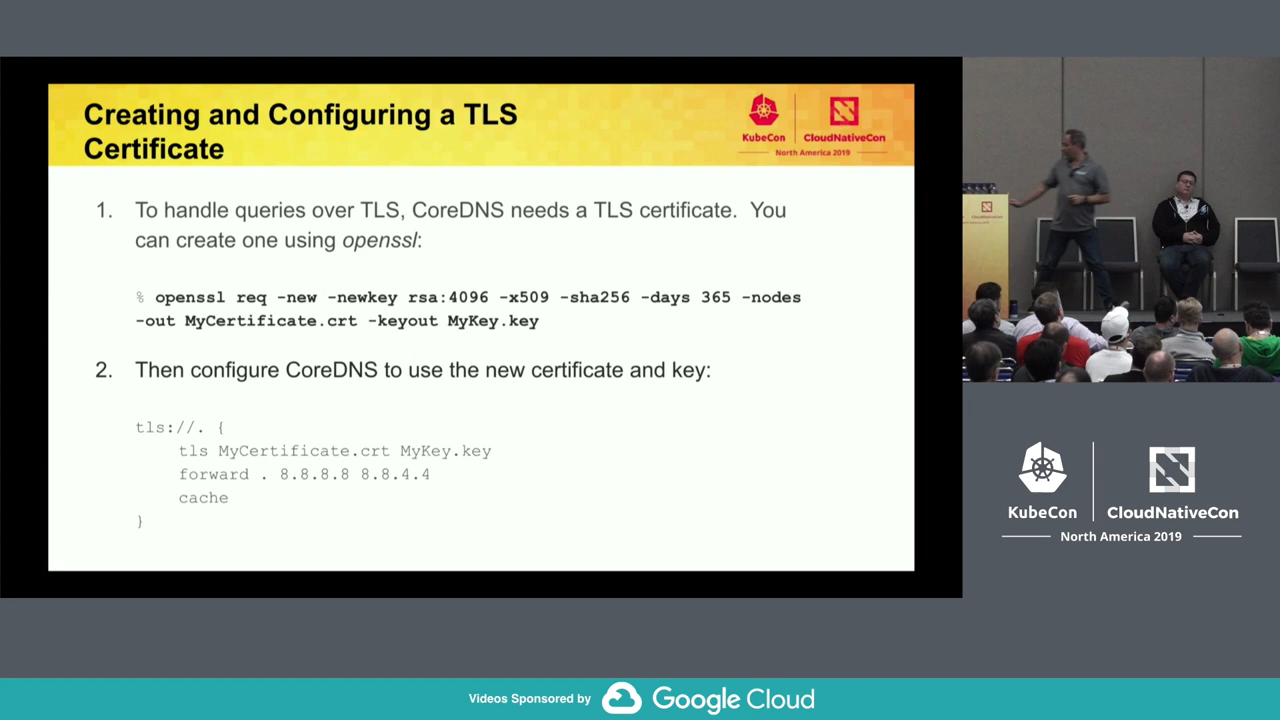 Creating and Configuring a TLS
Certificate
KubeCon
CloudNativeCon
North America 2019
1. To handle queries over TLS, CoreDNS needs a TLS certificate. You
can create one using openssl:
% openssl req -new -newkey rsa:4096 -x509 -sha256 -days 365 -nodes
-out MyCertificate.crt -keyout MyKey.key
2. Then configure CoreDNS to use the new certificate and key:
tls://. {
tls MyCertificate.crt MyKey.key
forward . 8.8.8.8 8.8.4.4
cache
}
KubeCon
CloudNativeCon
North America 2019
Videos Sponsored by Google Cloud